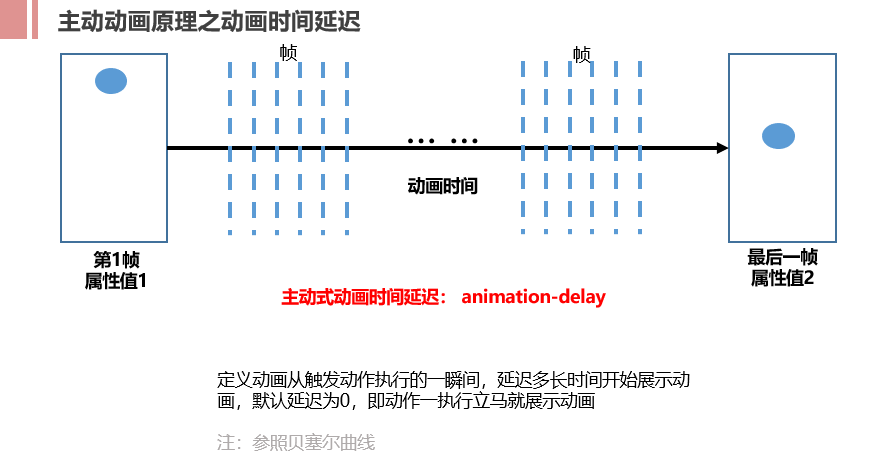 主动动画原理之动画时间延迟
帧
帧
... ...
动画时间
第1帧
属性值1
最后一帧
属性值2
主动式动画时间延迟： animation-delay
定义动画从触发动作执行的一瞬间，延迟多长时间开始展示动
画，默认延迟为0，即动作一执行立马就展示动画
注：参照贝塞尔曲线